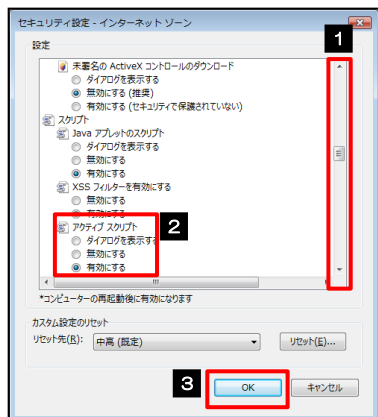 セキュリティ設定 - インターネット ゾーン
1
設定
未署名の ActiveX コントロールのダウンロード
ダイアログを表示する
無効にする (推奨)
有効にする (セキュリティで保護されていない)
スクリプト
Java アプレットのスクリプト
ダイアログを表示する
無効にする
有効にする
XSS フィルターを有効にする
無効にする
有効にする
アクティブ スクリプト
2
ダイアログを表示する
無効にする
有効にする
*コンピューターの再起動後に有効になります
カスタム設定のリセット
リセット先(R): 中高 (既定) リセット(E)...
3 OK キャンセル